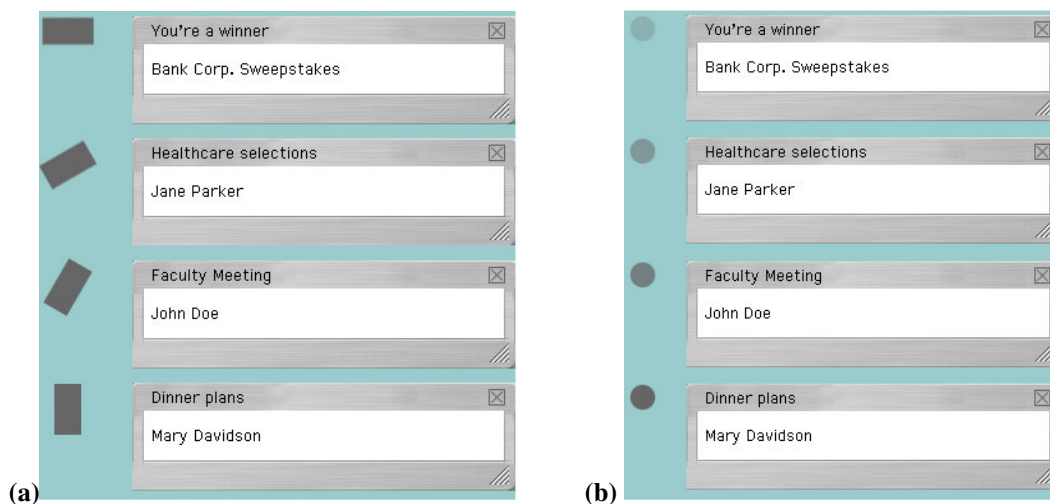 You're a winner
Bank Corp. Sweepstakes
Healthcare selections
Jane Parker
Faculty Meeting
John Doe
Dinner plans
Mary Davidson
(a)
You're a winner
Bank Corp. Sweepstakes
Healthcare selections
Jane Parker
Faculty Meeting
John Doe
Dinner plans
Mary Davidson
(b)